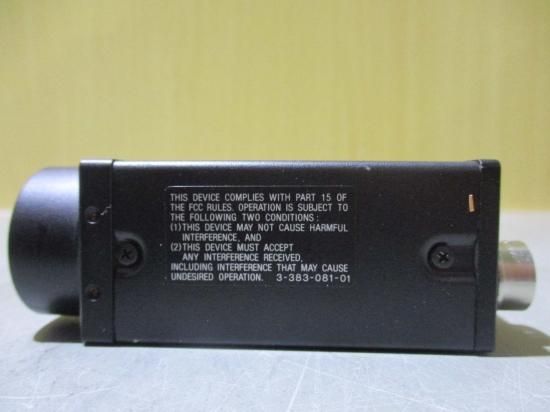 THIS DEVICE COMPLIES WITH PART 15 OF
THE FCC RULES. OPERATION IS SUBJECT TO
THE FOLLOWING TWO CONDITIONS :
(1)THIS DEVICE MAY NOT CAUSE HARMFUL
INTERFERENCE, AND
(2)THIS DEVICE MUST ACCEPT
ANY INTERFERENCE RECEIVED,
INCLUDING INTERFERENCE THAT MAY CAUSE
UNDESIRED OPERATION. 3-383-081-01